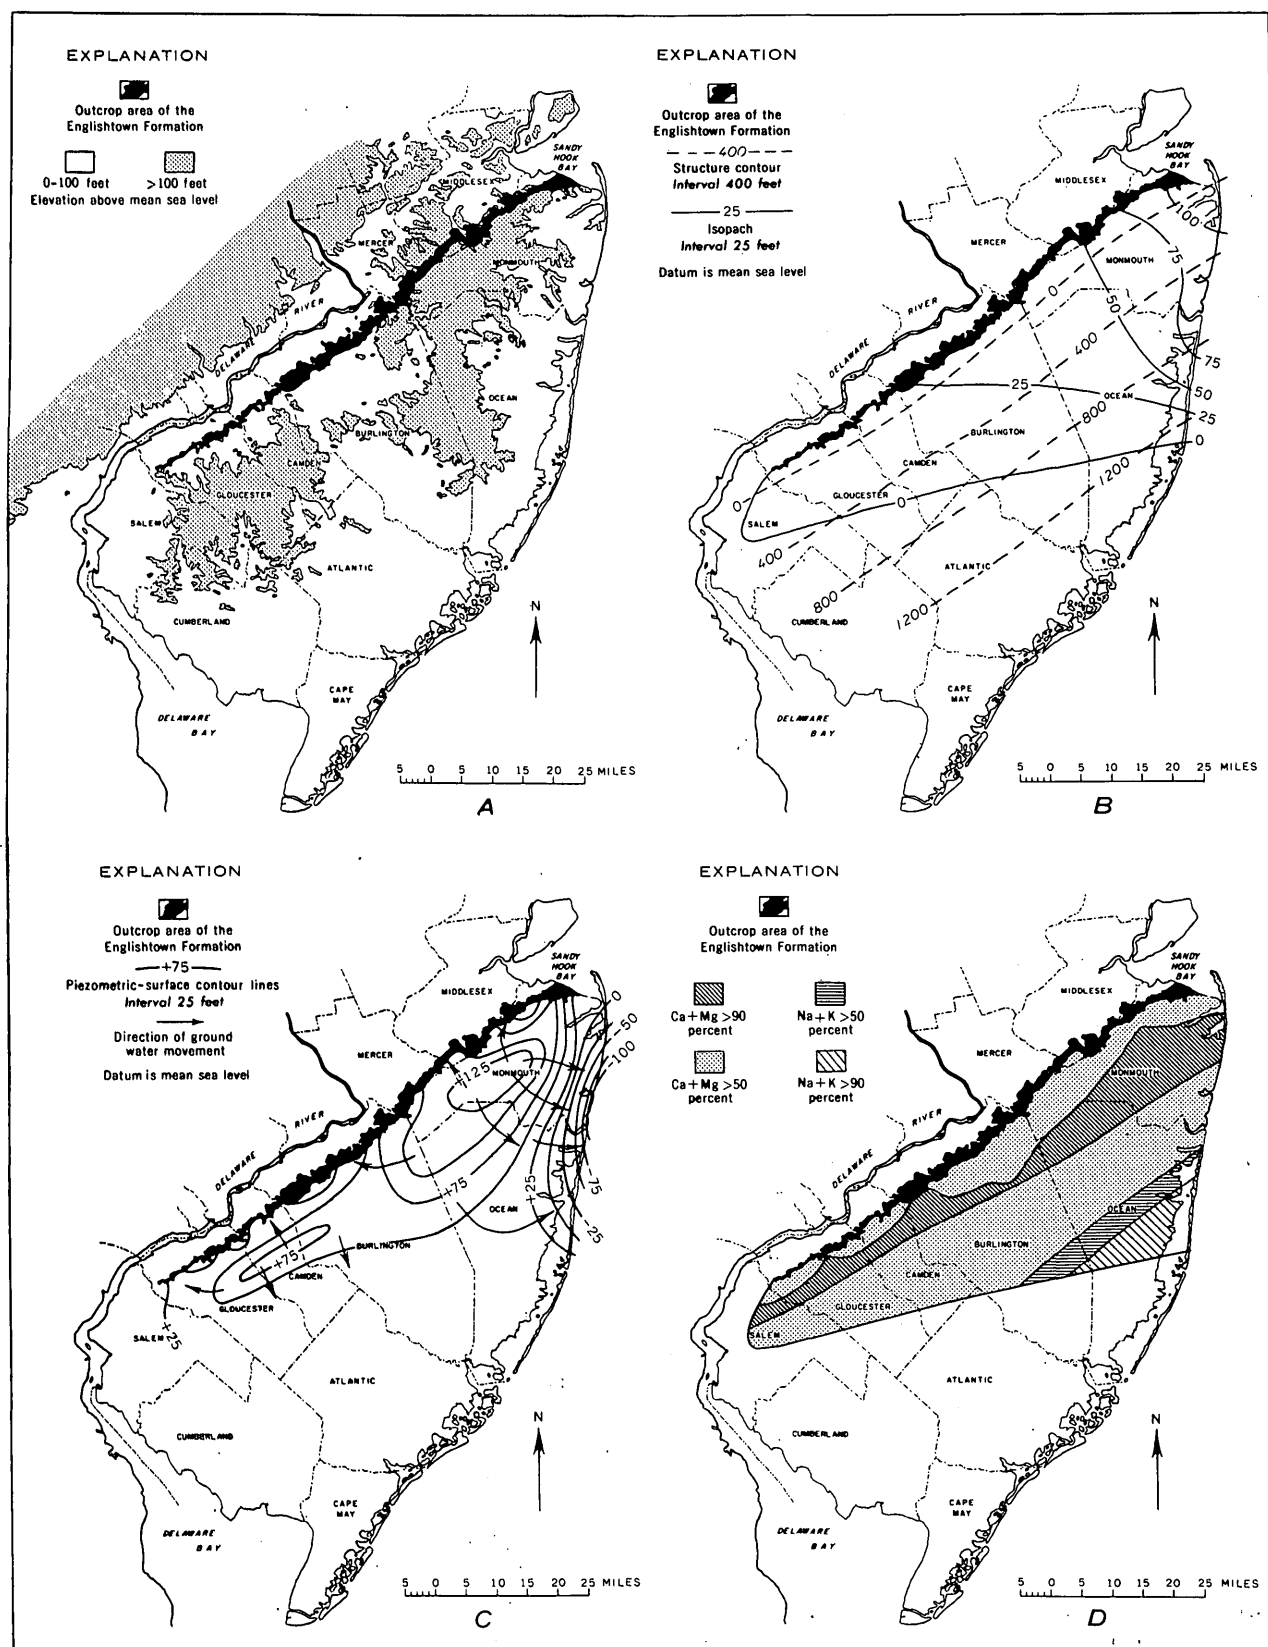 EXPLANATION
Outcrop area of the
Englishtown Formation
0-100 feet
>100 feet
Elevation above mean sea level
SANDY
HOOK
BAY
MIDDLESEX
MERCER
MONMOUTH
RIVER
DELAWARE
OCEAN
BURLINGTON
CAMDEN
GLOUCESTER
SALEM
ATLANTIC
CUMBERLAND
CAPE
MAY
DELAWARE
BAY
N
5 0 5 10 15 20 25 MILES
A
EXPLANATION
Outcrop area of the
Englishtown Formation
400
Structure contour
Interval 400 feet
25
Isopach
Interval 25 feet
Datum is mean sea level
SANDY
HOOK
BAY
MIDDLESEX
100
MERCER
MONMOUTH
75
0
50
RIVER
DELAWARE
400
75
25
OCEAN
50
800
25
BURLINGTON
0
CAMDEN
1200
GLOUCESTER
0
0
SALEM
400
ATLANTIC
800
1200
CUMBERLAND
CAPE
MAY
DELAWARE
BAY
N
5 0 5 10 15 20 25 MILES
B
EXPLANATION
Outcrop area of the
Englishtown Formation
+75
Piezometric-surface contour lines
Interval 25 feet
Direction of ground
water movement
Datum is mean sea level
SANDY
HOOK
BAY
MIDDLESEX
0
-50
-100
MERCER
+125
MONMOUTH
RIVER
DELAWARE
+75
+25
-75
OCEAN
-25
BURLINGTON
+75
CAMDEN
GLOUCESTER
SALEM
+25
ATLANTIC
CUMBERLAND
CAPE
MAY
DELAWARE
BAY
N
5 0 5 10 15 20 25 MILES
C
EXPLANATION
Outcrop area of the
Englishtown Formation
Ca+Mg >90
percent
Na+K >50
percent
Ca+Mg >50
percent
Na+K >90
percent
SANDY
HOOK
BAY
MIDDLESEX
MERCER
MONMOUTH
RIVER
DELAWARE
OCEAN
BURLINGTON
CAMDEN
GLOUCESTER
SALEM
ATLANTIC
CUMBERLAND
CAPE
MAY
DELAWARE
BAY
N
5 0 5 10 15 20 25 MILES
D